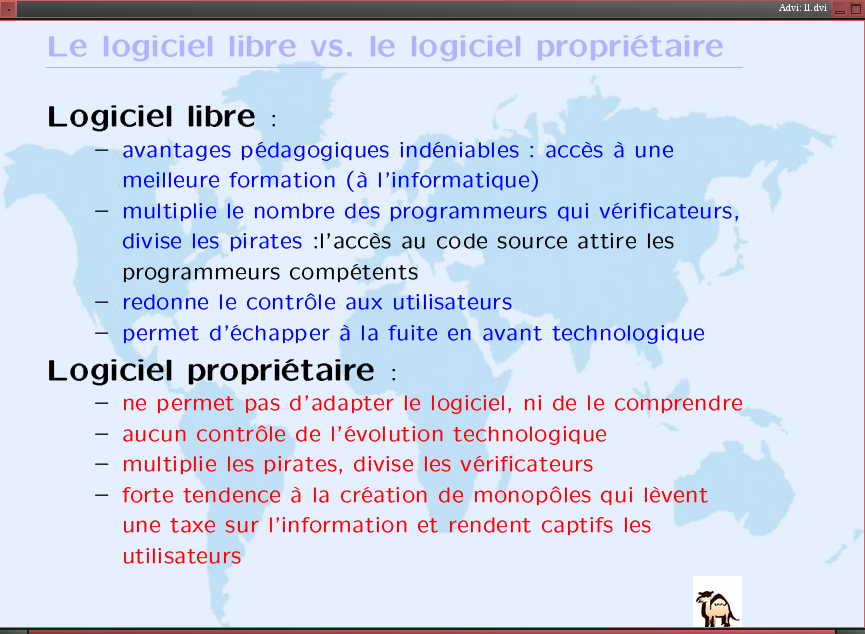 Advi: ll.dvi
Le logiciel libre vs. le logiciel propriétaire
Logiciel libre :
– avantages pédagogiques indéniables : accès à une
meilleure formation (à l'informatique)
– multiplie le nombre des programmeurs qui vérificateurs,
divise les pirates :l'accès au code source attire les
programmeurs compétents
– redonne le contrôle aux utilisateurs
– permet d'échapper à la fuite en avant technologique
Logiciel propriétaire :
– ne permet pas d'adapter le logiciel, ni de le comprendre
– aucun contrôle de l'évolution technologique
– multiplie les pirates, divise les vérificateurs
– forte tendence à la création de monopôles qui lèvent
une taxe sur l'information et rendent captifs les
utilisateurs